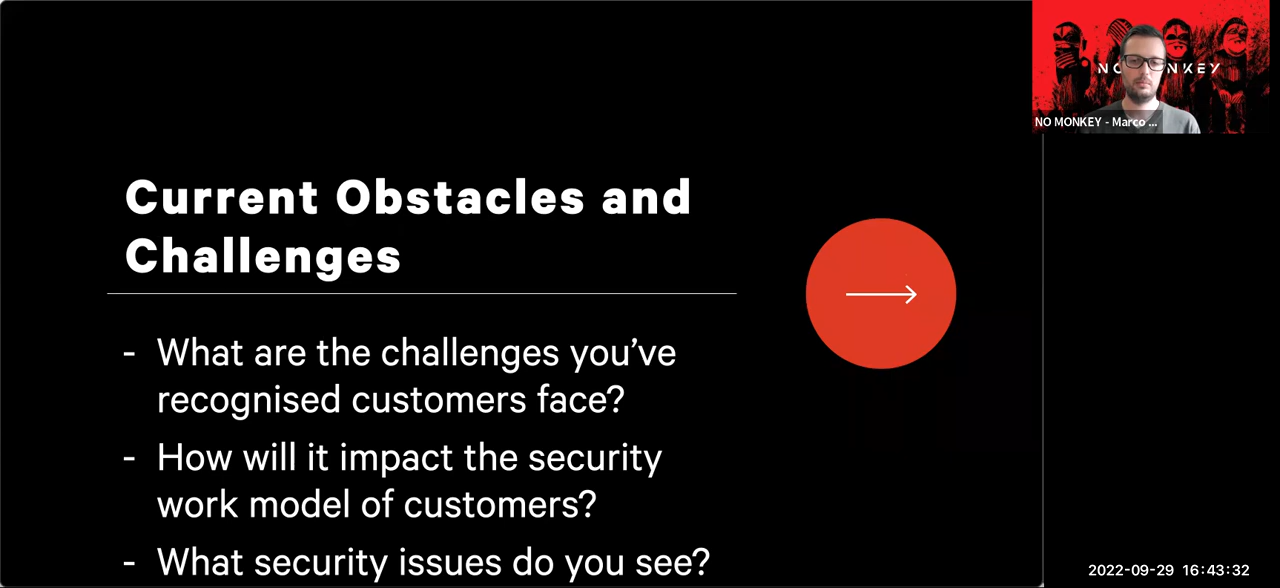 NO NKEY
NO MONKEY - Marco ...
Current Obstacles and
Challenges
- What are the challenges you’ve
recognised customers face?
- How will it impact the security
work model of customers?
- What security issues do you see?
2022-09-29 16:43:32